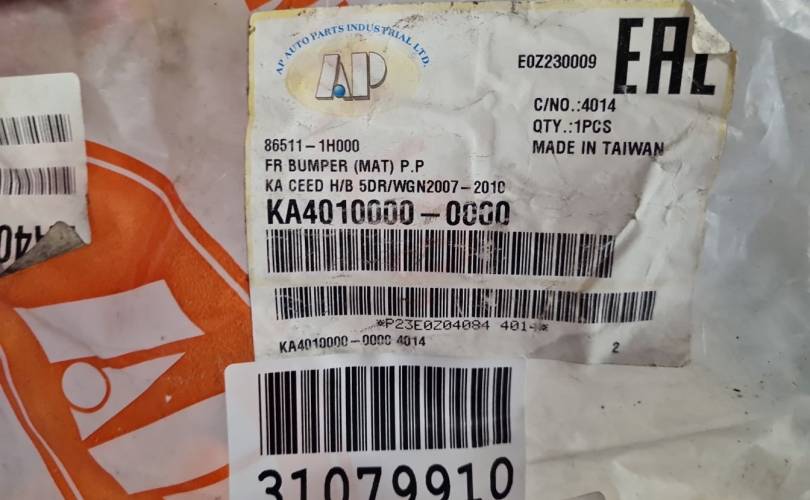 AP AUTO PARTS INDUSTRIAL LTD.
AP
E0Z230009
EAC
C/NO.:4014
QTY.:1PCS
MADE IN TAIWAN
86511-1H000
FR BUMPER (MAT) P.P
KA CEED H/B 5DR/WGN2007-2010
KA4010000-0000
*P23E0Z04084 401-*
KA4010000-0000 4014
2
31079910